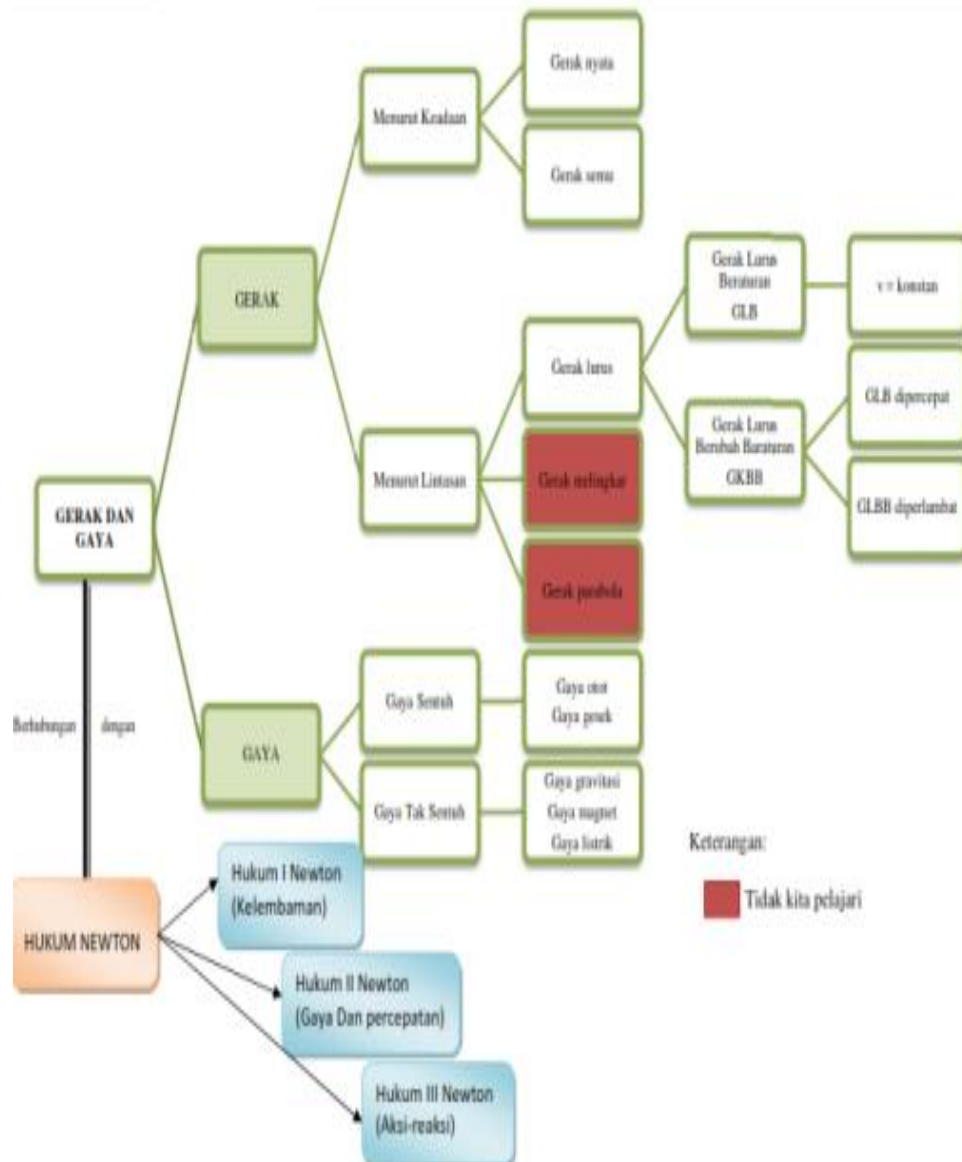 Gerak nyata
Menurut Keadaan
Gerak semu
GERAK
Gerak Lurus
Beraturan
GLB
v = konstan
Gerak lurus
GLB dipercepat
Gerak Lurus
Berubah Baraturan
GKBB
GLBB diperlambat
Menurut Lintasan
Gerak melingkar
Gerak parabola
GERAK DAN
GAYA
Gaya Sentuh
Gaya otot
Gaya gesek
Berhubungan dengan
GAYA
Gaya Tak Sentuh
Gaya gravitasi
Gaya magnet
Gaya listrik
Keterangan:
Tidak kita pelajari
HUKUM NEWTON
Hukum I Newton
(Kelembaman)
Hukum II Newton
(Gaya Dan percepatan)
Hukum III Newton
(Aksi-reaksi)